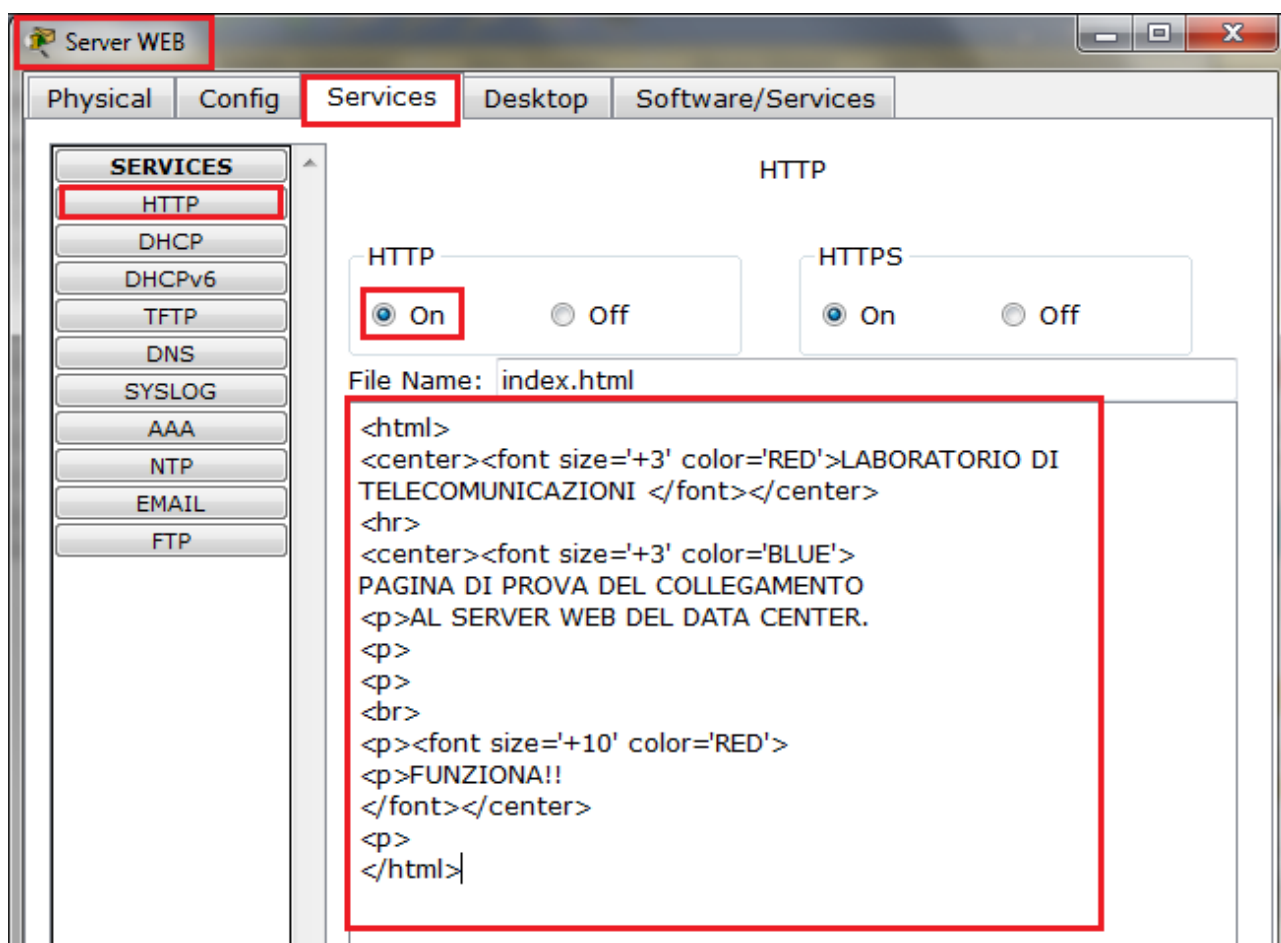 Server WEB
Physical Config Services Desktop Software/Services
SERVICES
HTTP
DHCP
DHCPv6
TFTP
DNS
SYSLOG
AAA
NTP
EMAIL
FTP
HTTP
HTTP HTTPS
On Off On Off
File Name: index.html
<html>
<center><font size='+3' color='RED'>LABORATORIO DI
TELECOMUNICAZIONI </font></center>
<hr>
<center><font size='+3' color='BLUE'>
PAGINA DI PROVA DEL COLLEGAMENTO
<p>AL SERVER WEB DEL DATA CENTER.
<p>
<p>
<br>
<p><font size='+10' color='RED'>
<p>FUNZIONA!!
</font></center>
<p>
</html>